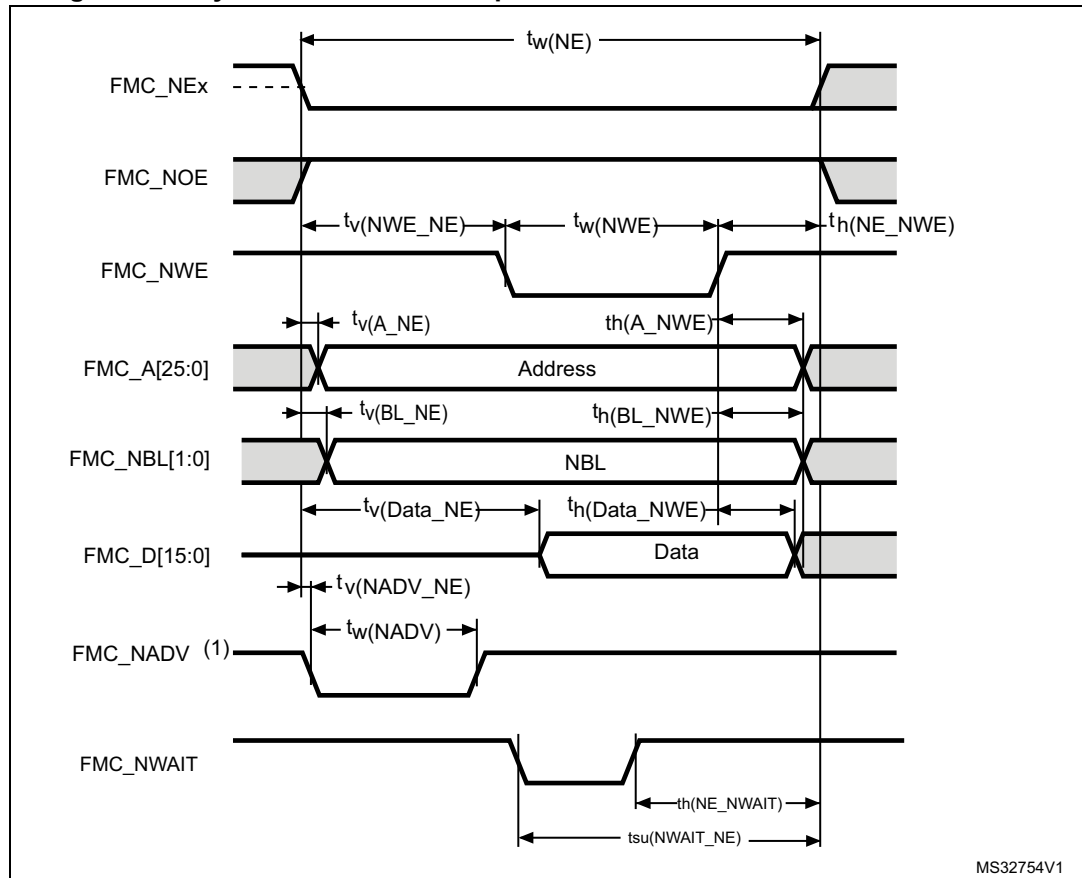 tw(NE)
FMC_NEx
FMC_NOE
tv(NWE_NE) tw(NWE) th(NE_NWE)
FMC_NWE
tv(A_NE) th(A_NWE)
FMC_A[25:0] Address
tv(BL_NE) th(BL_NWE)
FMC_NBL[1:0] NBL
tv(Data_NE) th(Data_NWE)
FMC_D[15:0] Data
tv(NADV_NE)
tw(NADV)
FMC_NADV (1)
FMC_NWAIT
th(NE_NWAIT)
tsu(NWAIT_NE)
MS32754V1